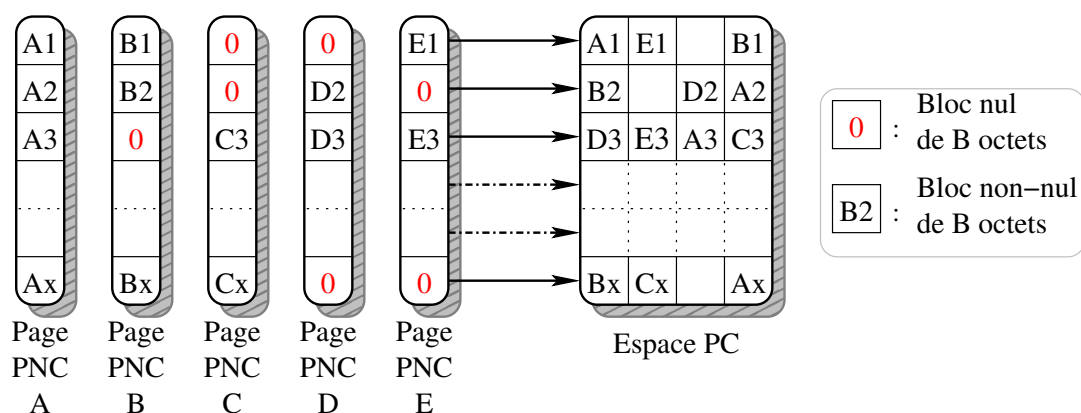 A1 B1 0 0 E1 A1 E1 B1
A2 B2 0 D2 0 B2 D2 A2
A3 0 C3 D3 E3 D3 E3 A3 C3
Ax Bx Cx 0 0 Bx Cx Ax
Page Page Page Page Page
PNC PNC PNC PNC PNC
A B C D E
Espace PC
0 : Bloc nul
de B octets
B2 : Bloc non−nul
de B octets